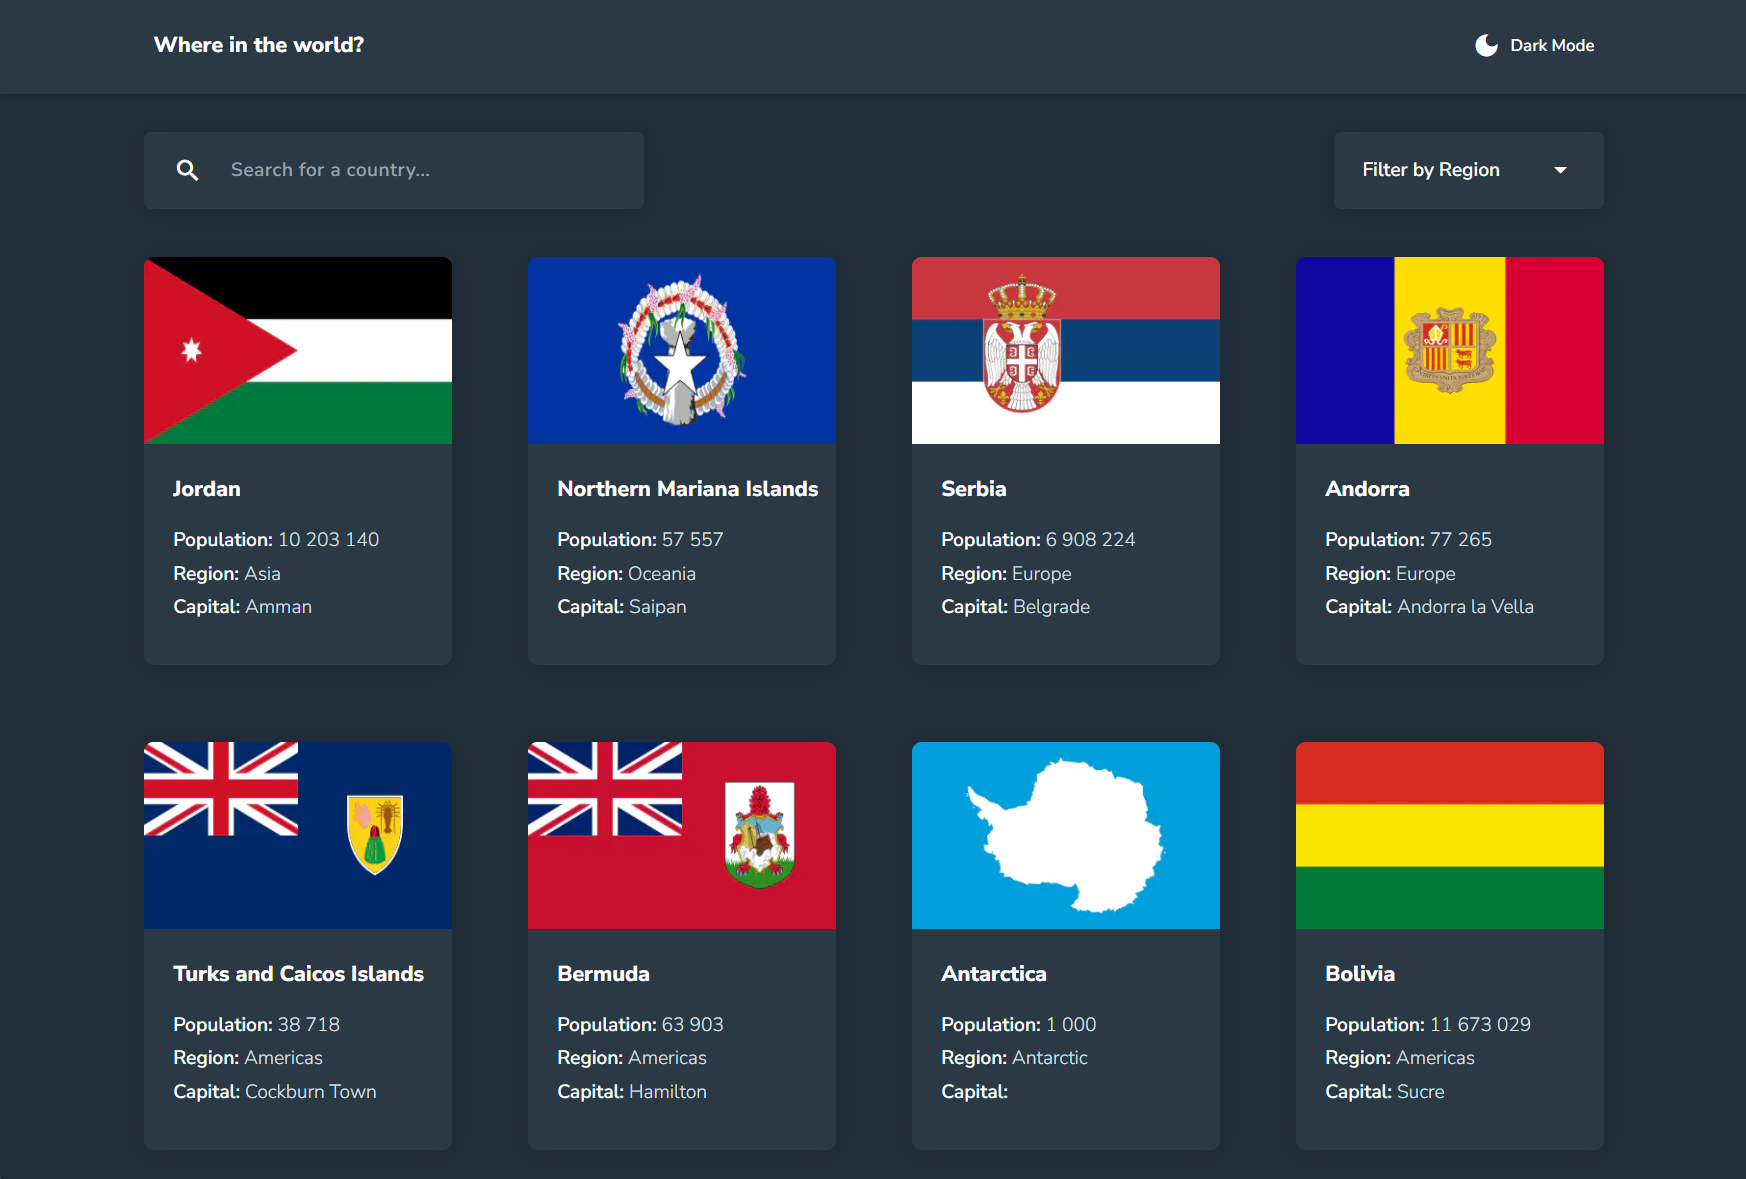 Where in the world?
Dark Mode
Search for a country...
Filter by Region
Jordan
Population: 10 203 140
Region: Asia
Capital: Amman
Northern Mariana Islands
Population: 57 557
Region: Oceania
Capital: Saipan
Serbia
Population: 6 908 224
Region: Europe
Capital: Belgrade
Andorra
Population: 77 265
Region: Europe
Capital: Andorra la Vella
Turks and Caicos Islands
Population: 38 718
Region: Americas
Capital: Cockburn Town
Bermuda
Population: 63 903
Region: Americas
Capital: Hamilton
Antarctica
Population: 1 000
Region: Antarctic
Capital:
Bolivia
Population: 11 673 029
Region: Americas
Capital: Sucre